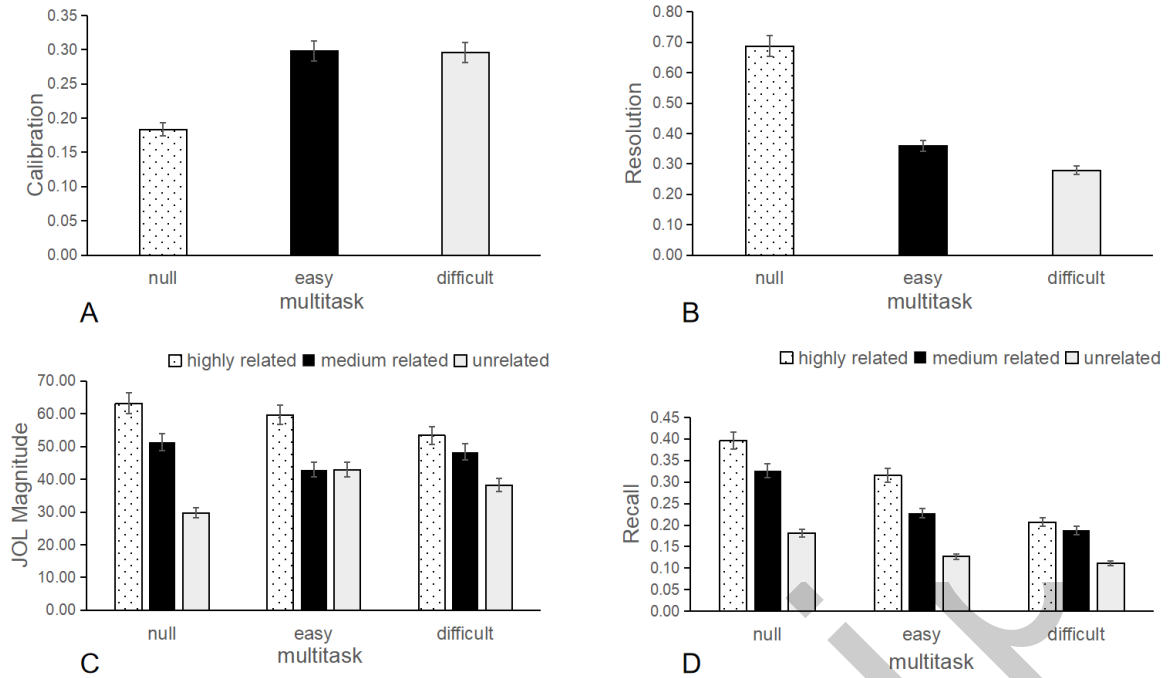 0.35
0.30
0.25
0.20
0.15
0.10
0.05
0.00
Calibration
null easy difficult
multitask
A
0.80
0.70
0.60
0.50
0.40
0.30
0.20
0.10
0.00
Resolution
null easy difficult
multitask
B
highly related medium related unrelated
70.00
60.00
50.00
40.00
30.00
20.00
10.00
0.00
JOL Magnitude
null easy difficult
multitask
C
highly related medium related unrelated
0.45
0.40
0.35
0.30
0.25
0.20
0.15
0.10
0.05
0.00
Recall
null easy difficult
multitask
D